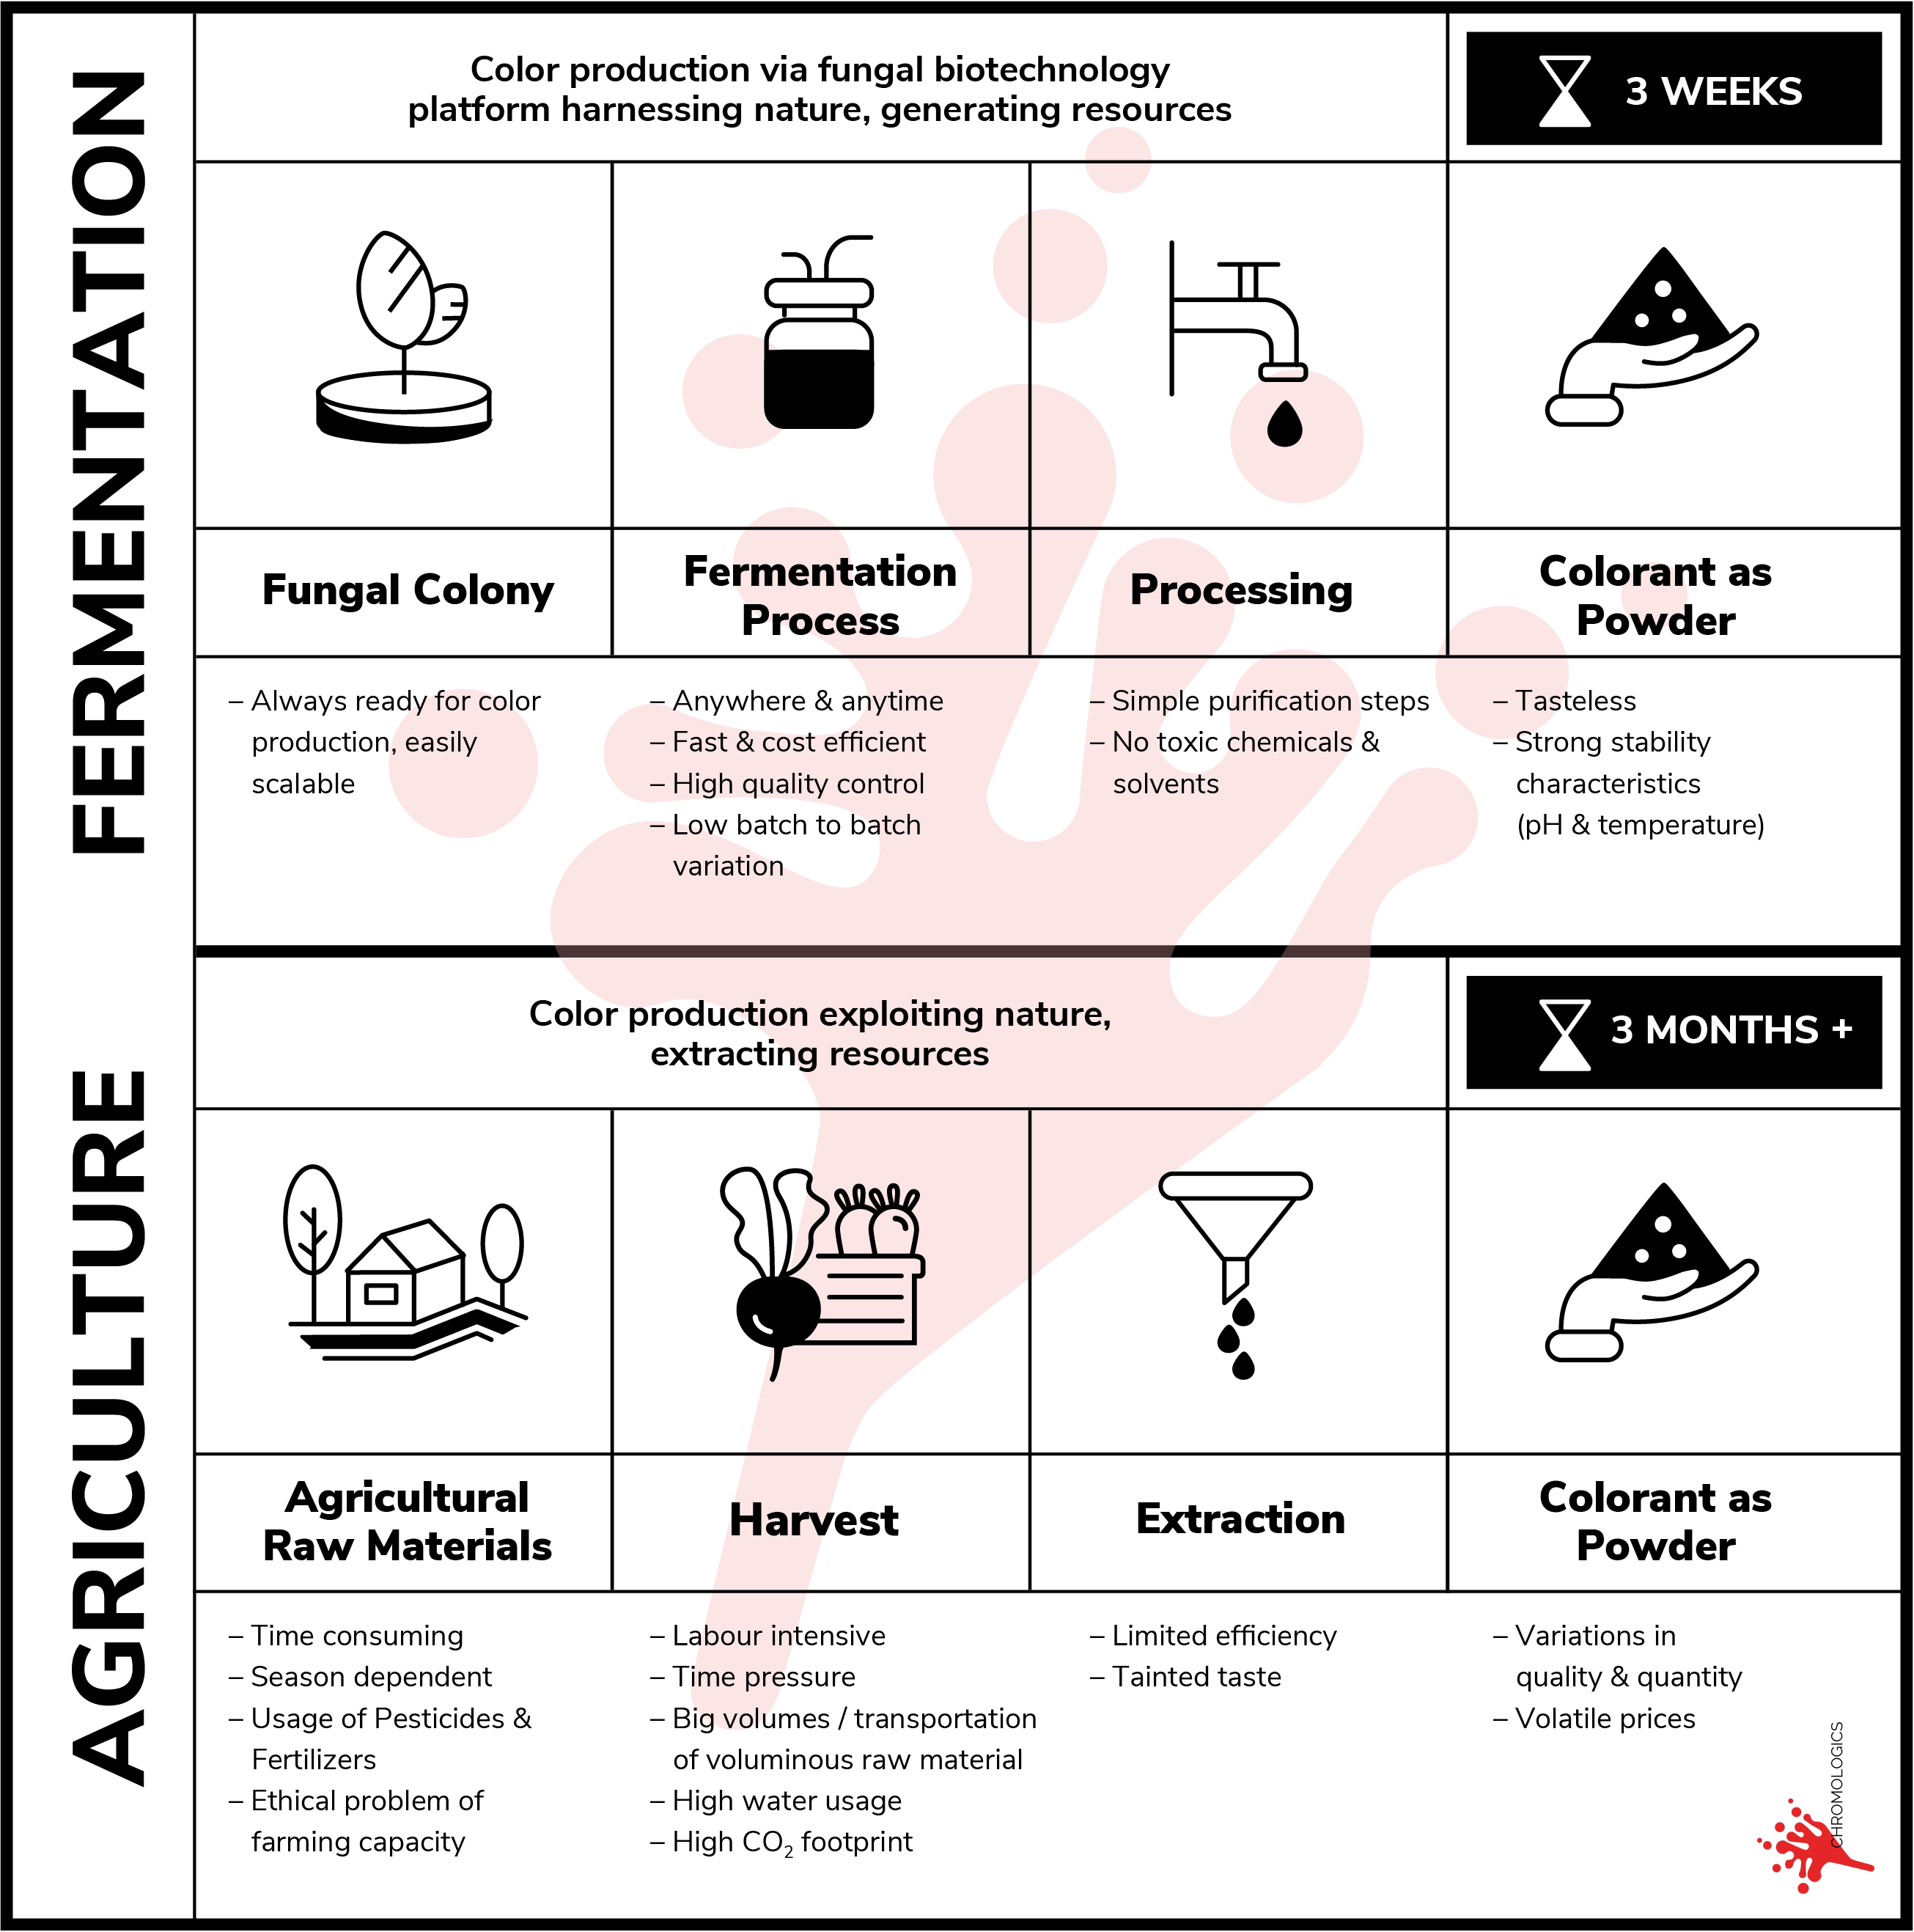 FERMENTATION
Color production via fungal biotechnology
platform harnessing nature, generating resources
3 WEEKS
Fungal Colony
Fermentation
Process
Processing
Colorant as
Powder
– Always ready for color
production, easily
scalable
– Anywhere & anytime
– Fast & cost efficient
– High quality control
– Low batch to batch
variation
– Simple purification steps
– No toxic chemicals &
solvents
– Tasteless
– Strong stability
characteristics
(pH & temperature)
AGRICULTURE
Color production exploiting nature,
extracting resources
3 MONTHS +
Agricultural
Raw Materials
Harvest
Extraction
Colorant as
Powder
– Time consuming
– Season dependent
– Usage of Pesticides &
Fertilizers
– Ethical problem of
farming capacity
– Labour intensive
– Time pressure
– Big volumes / transportation
of voluminous raw material
– High water usage
– High CO₂ footprint
– Limited efficiency
– Tainted taste
– Variations in
quality & quantity
– Volatile prices
CHROMOLOGICS